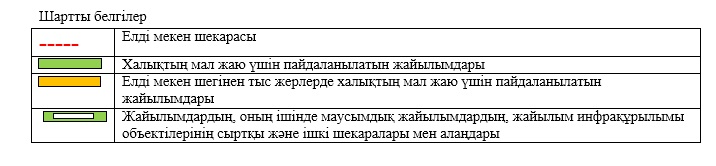 Шартты белгілер
Елді мекен шекарасы
Халықтың мал жаю үшін пайдаланылатын жайылымдары
Елді мекен шегінен тыс жерлерде халықтың мал жаю үшін пайдаланылатын
жайылымдары
Жайылымдардың, оның ішінде маусымдық жайылымдардың, жайылым инфрақұрылымы
объектілерінің сыртқы және ішкі шекаралары мен алаңдары